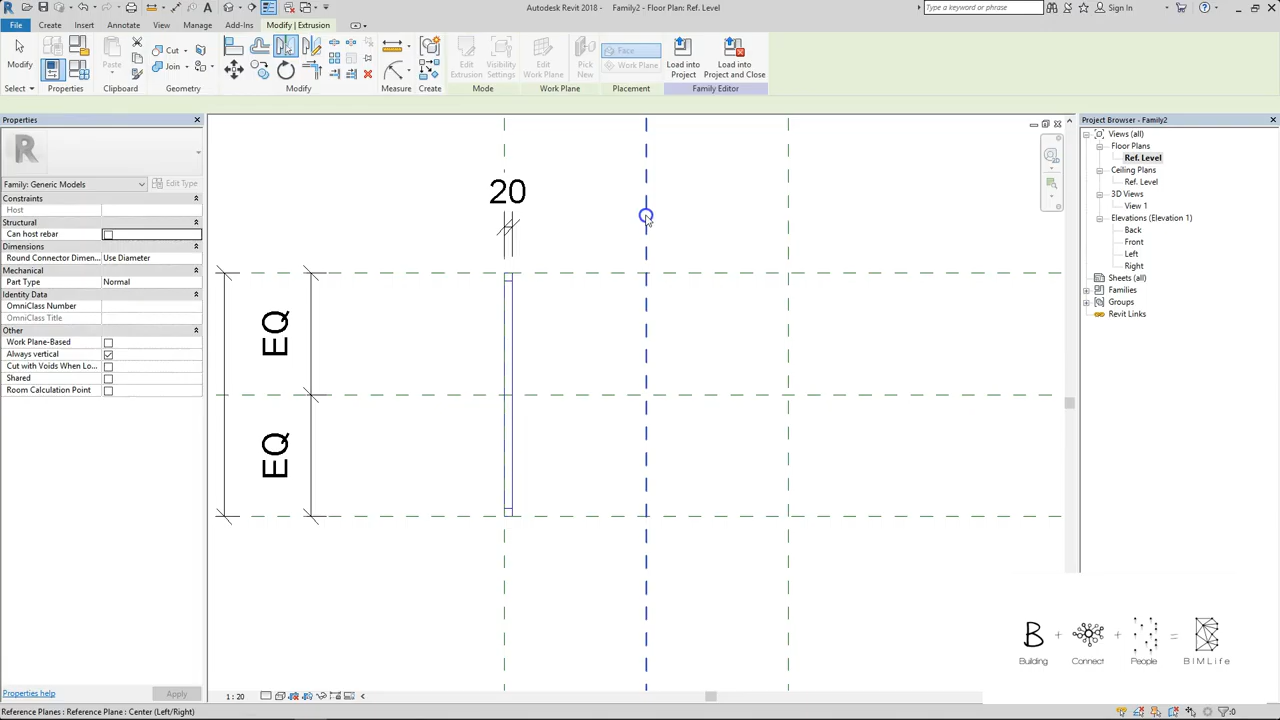 Autodesk Revit 2018 - Family2 - Floor Plan: Ref. Level
Type a keyword or phrase
Sign In
File Create Insert Annotate View Manage Add-Ins Modify | Extrusion
Modify
Paste
Cut
Join
Edit Extrusion
Visibility Settings
Edit Work Plane
Pick New
Face
Work Plane
Load into Project
Load into Project and Close
Select Properties Clipboard Geometry Modify Measure Create Mode Work Plane Placement Family Editor
Properties
R
Family: Generic Models
Edit Type
Constraints
Host
Structural
Can host rebar
Dimensions
Round Connector Dimen... Use Diameter
Mechanical
Part Type Normal
Identity Data
OmniClass Number
OmniClass Title
Other
Work Plane-Based
Always vertical
Cut with Voids When Lo...
Shared
Room Calculation Point
Properties help
Apply
20
EQ
EQ
Project Browser - Family2
Views (all)
Floor Plans
Ref. Level
Ceiling Plans
Ref. Level
3D Views
View 1
Elevations (Elevation 1)
Back
Front
Left
Right
Sheets (all)
Families
Groups
Revit Links
B + + =
Building Connect People BIMLife
1 : 20
Reference Planes : Reference Plane : Center (Left/Right)
:0